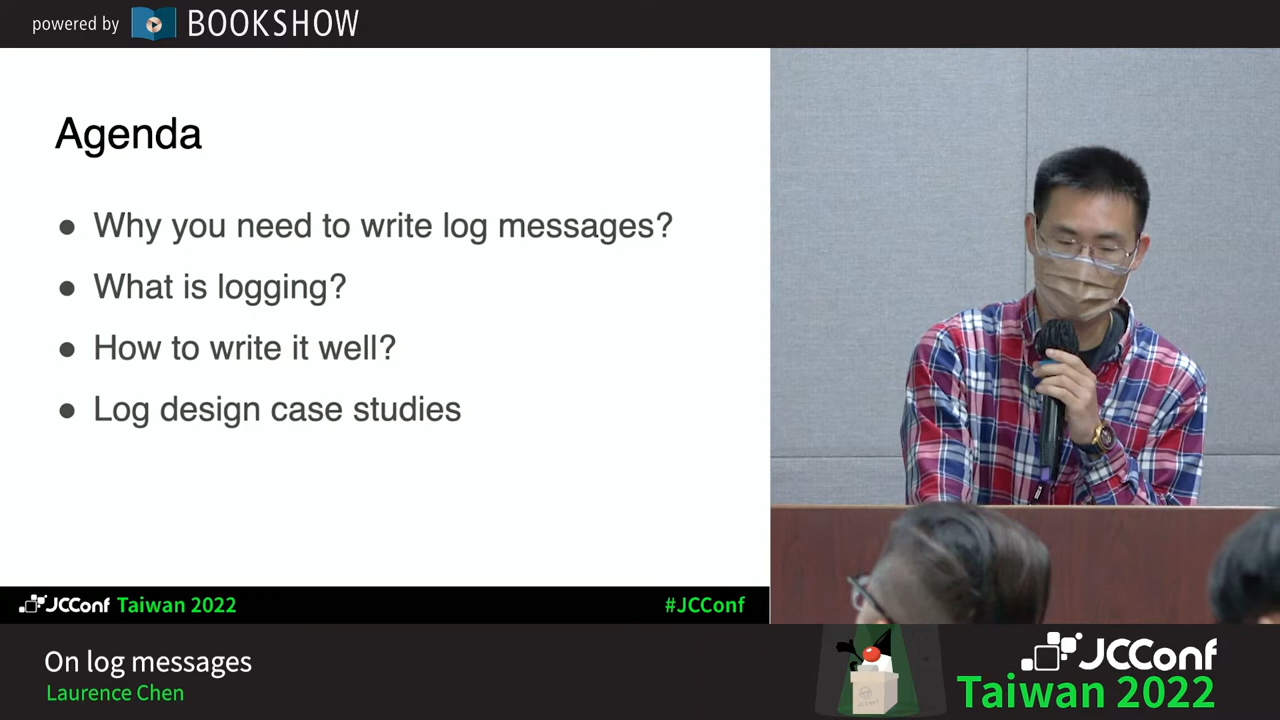 powered by BOOKSHOW
Agenda
● Why you need to write log messages?
● What is logging?
● How to write it well?
● Log design case studies
JCConf Taiwan 2022
#JCConf
On log messages
Laurence Chen
JCConf
Taiwan 2022